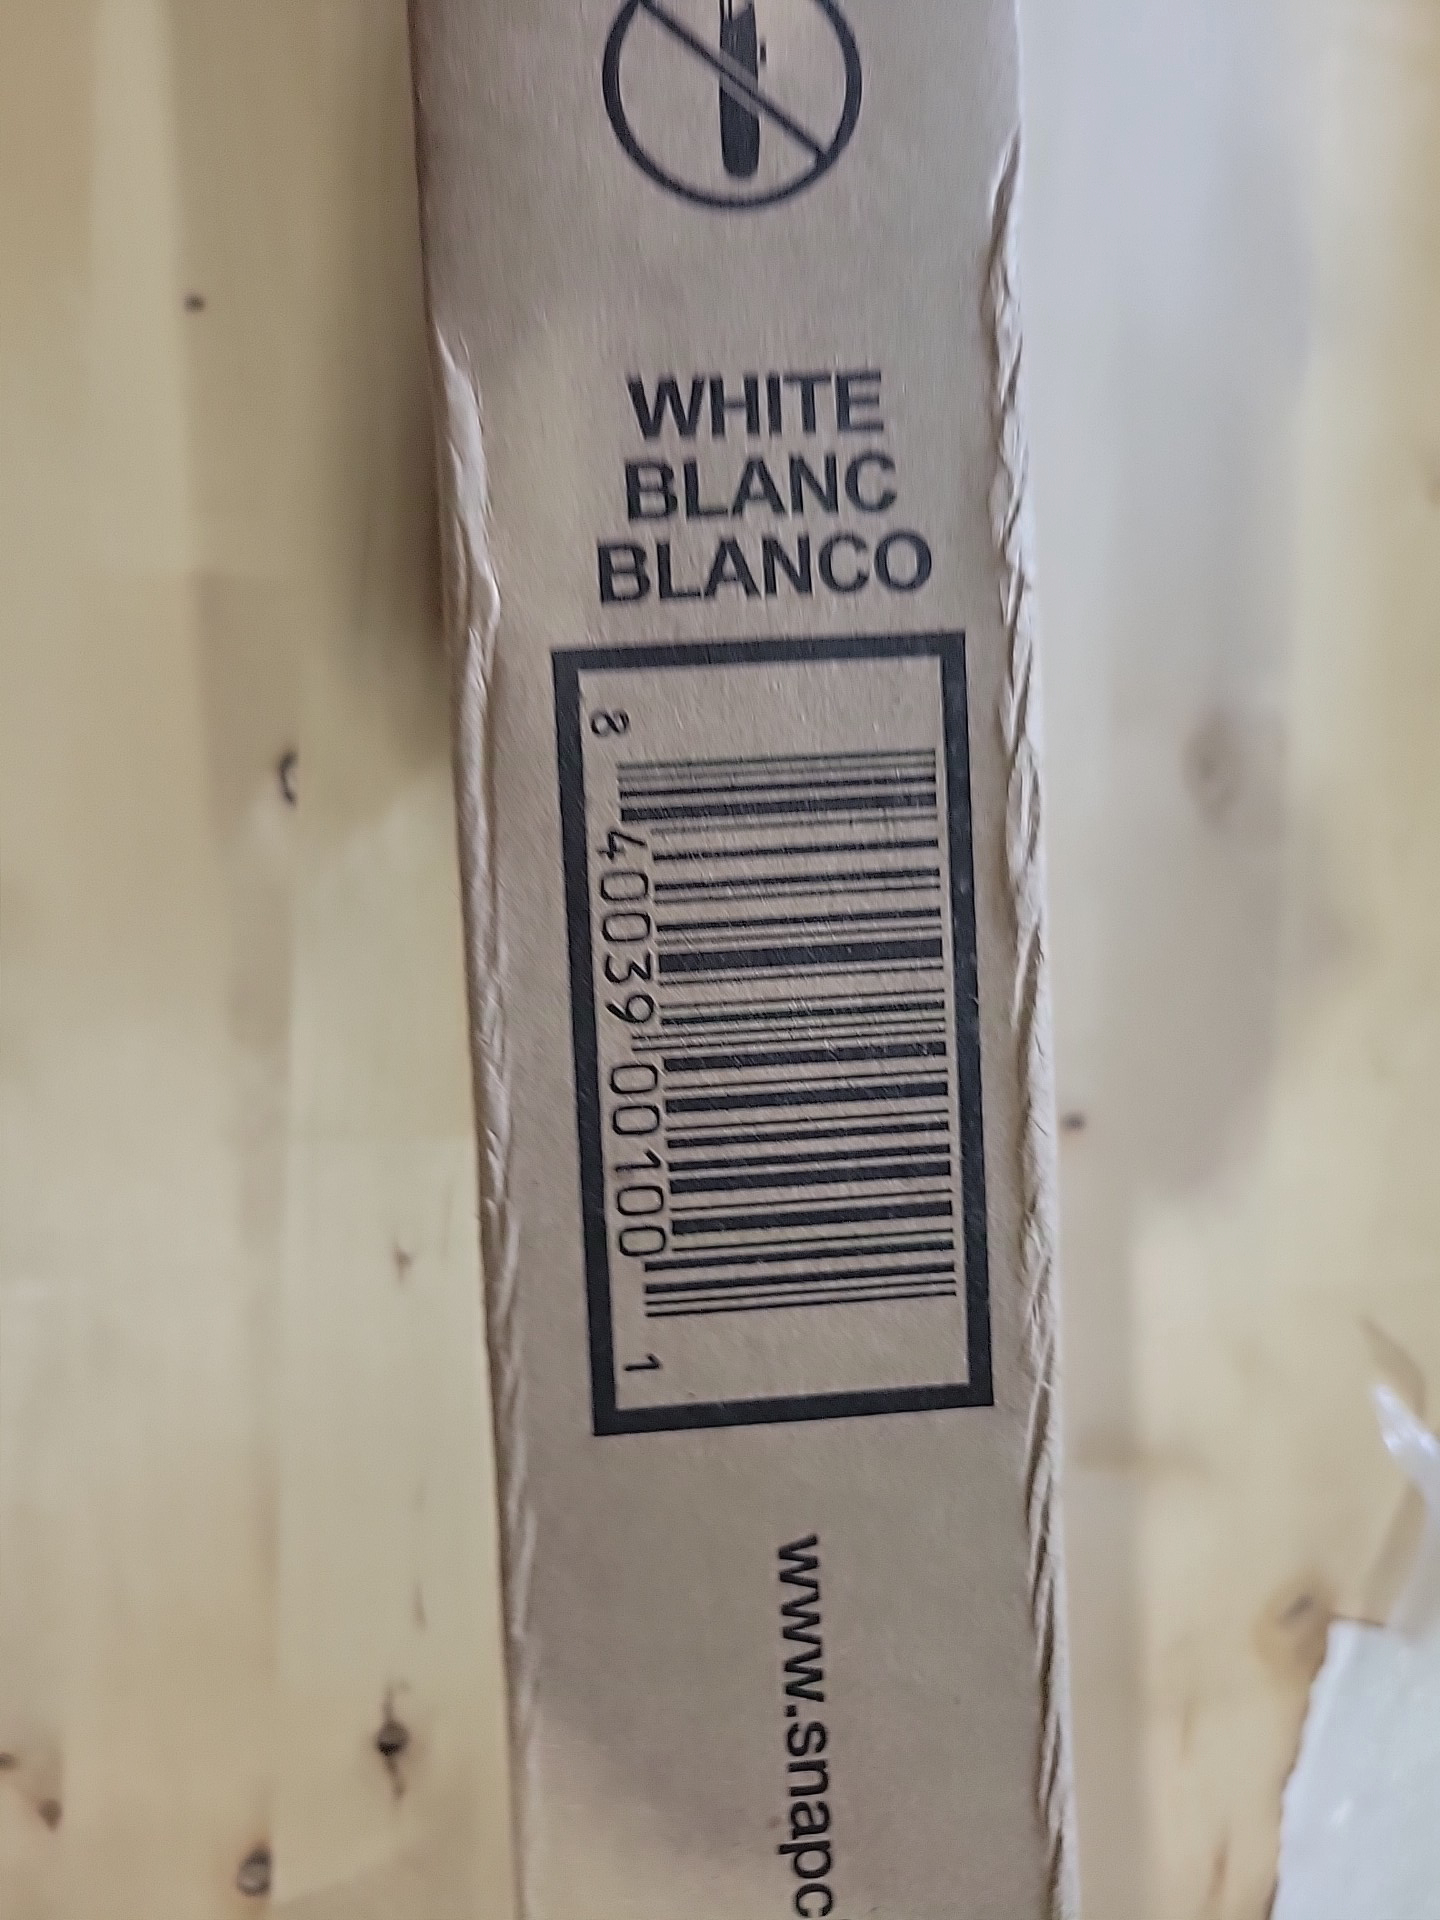 WHITE
BLANC
BLANCO
8 40039 00100 1
www.snapc